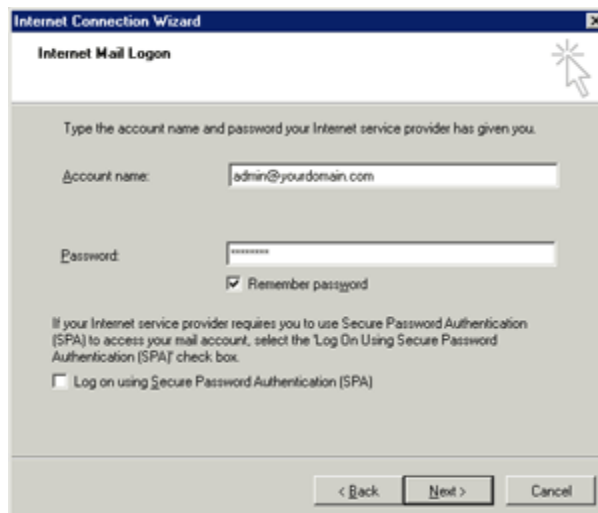 Internet Connection Wizard
Internet Mail Logon
Type the account name and password your Internet service provider has given you.
Account name: admin@yourdomain.com
Password: ********
Remember password
If your Internet service provider requires you to use Secure Password Authentication
(SPA) to access your mail account, select the 'Log On Using Secure Password
Authentication (SPA)' check box.
Log on using Secure Password Authentication (SPA)
< Back Next > Cancel